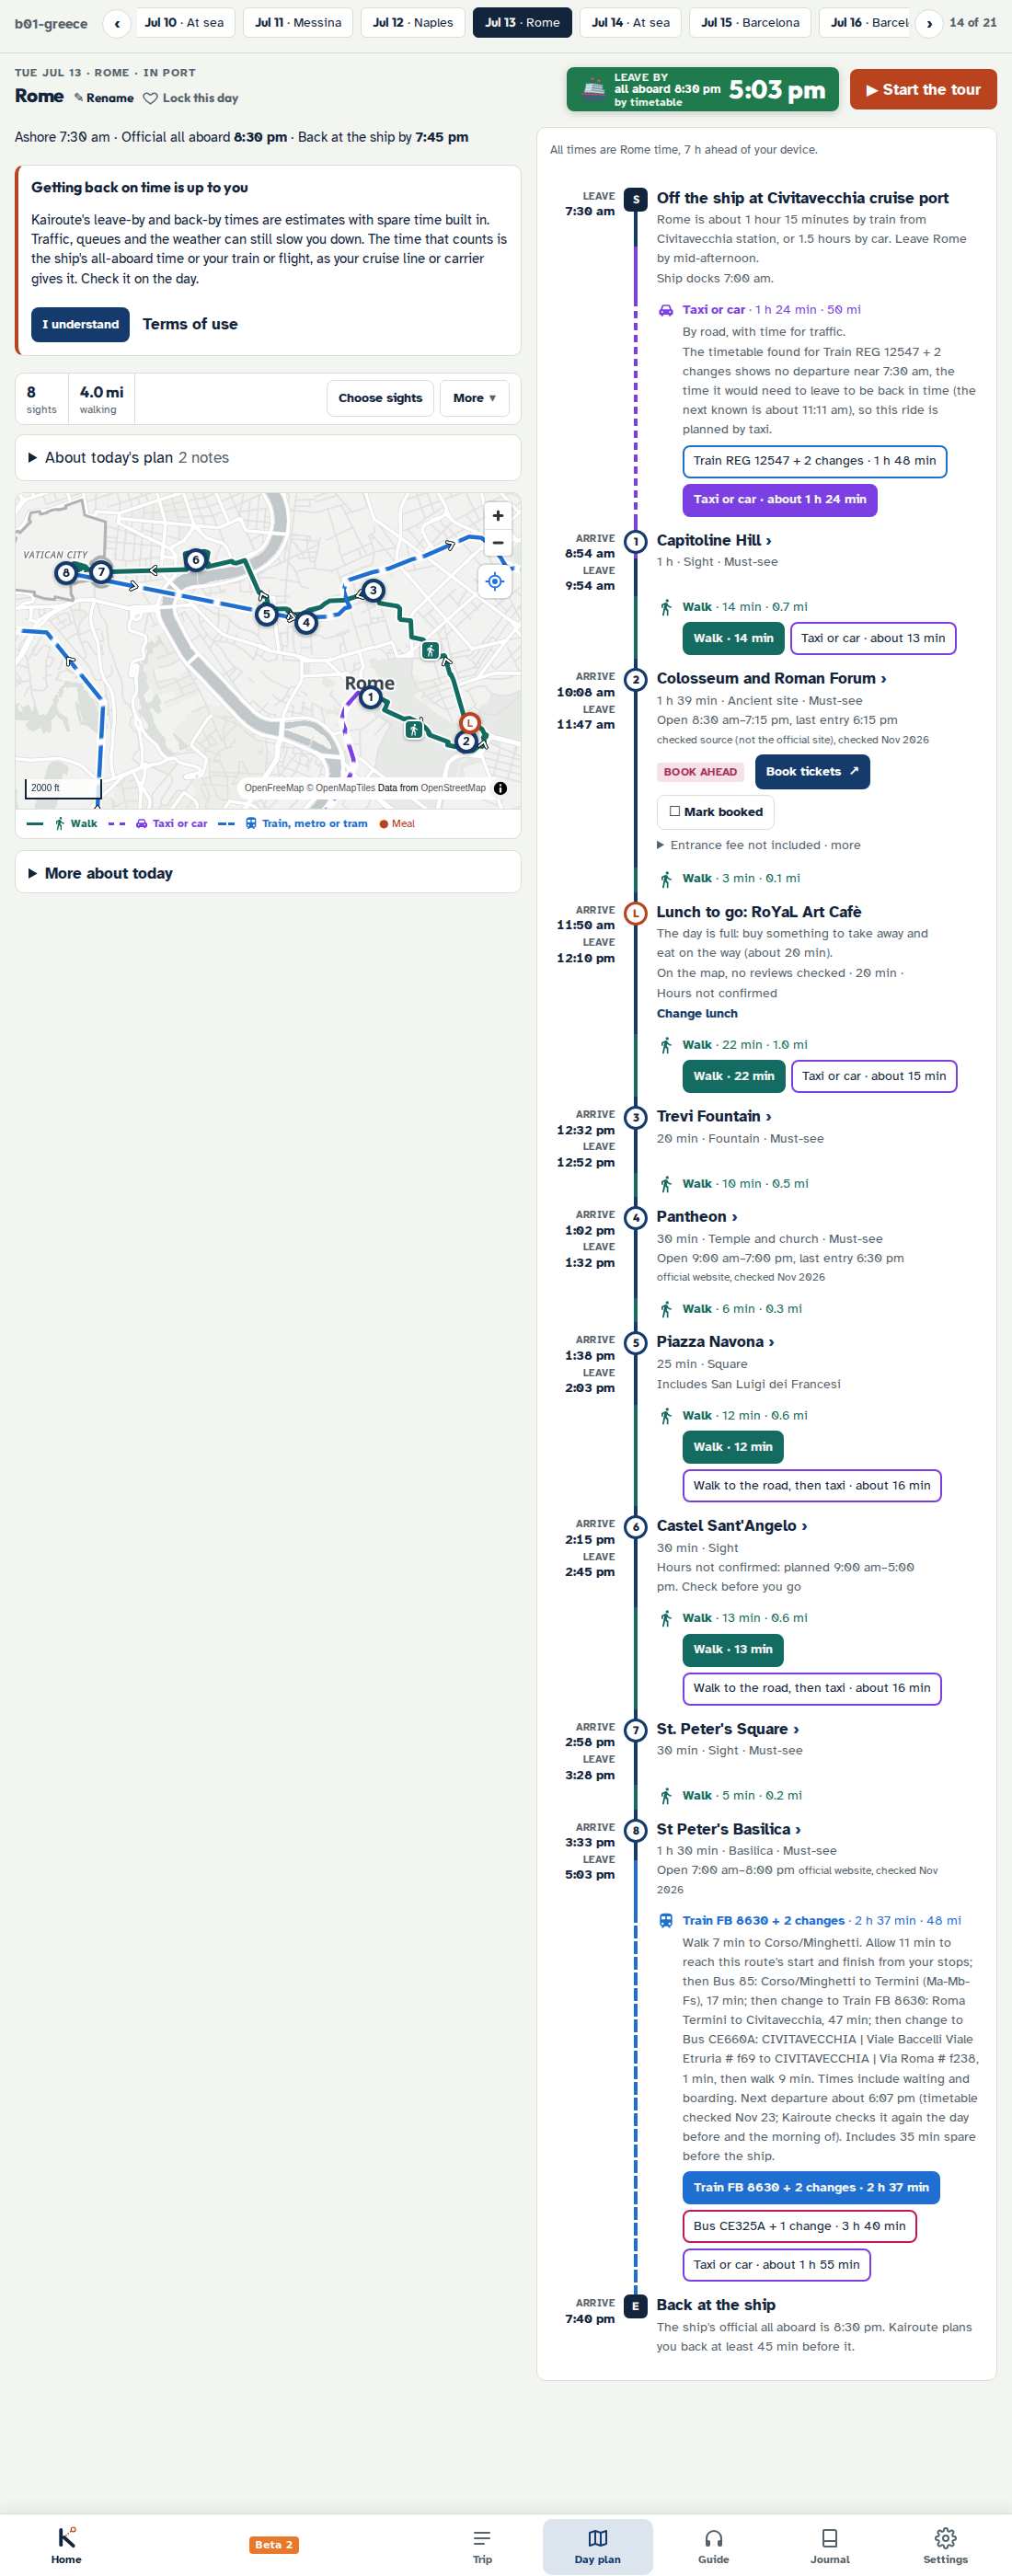 b01-greece
‹
Jul 10 · At sea
Jul 11 · Messina
Jul 12 · Naples
Jul 13 · Rome
Jul 14 · At sea
Jul 15 · Barcelona
Jul 16 · Barcel
›
14 of 21
TUE JUL 13 · ROME · IN PORT
Rome
✎ Rename
Lock this day
LEAVE BY
all aboard 8:30 pm
by timetable
5:03 pm
▶ Start the tour
Ashore 7:30 am · Official all aboard 8:30 pm · Back at the ship by 7:45 pm
Getting back on time is up to you
Kairoute's leave-by and back-by times are estimates with spare time built in.
Traffic, queues and the weather can still slow you down. The time that counts is
the ship's all-aboard time or your train or flight, as your cruise line or carrier
gives it. Check it on the day.
I understand
Terms of use
8
sights
4.0 mi
walking
Choose sights
More ▾
▶ About today's plan 2 notes
VATICAN CITY
Rome
1
2
3
4
5
6
7
8
L
+
−
2000 ft
OpenFreeMap © OpenMapTiles Data from OpenStreetMap
Walk
Taxi or car
Train, metro or tram
Meal
▶ More about today
All times are Rome time, 7 h ahead of your device.
LEAVE
7:30 am
S
Off the ship at Civitavecchia cruise port
Rome is about 1 hour 15 minutes by train from
Civitavecchia station, or 1.5 hours by car. Leave Rome
by mid-afternoon.
Ship docks 7:00 am.
Taxi or car · 1 h 24 min · 50 mi
By road, with time for traffic.
The timetable found for Train REG 12547 + 2
changes shows no departure near 7:30 am, the
time it would need to leave to be back in time (the
next known is about 11:11 am), so this ride is
planned by taxi.
Train REG 12547 + 2 changes · 1 h 48 min
Taxi or car · about 1 h 24 min
ARRIVE
8:54 am
LEAVE
9:54 am
1
Capitoline Hill ›
1 h · Sight · Must-see
Walk · 14 min · 0.7 mi
Walk · 14 min
Taxi or car · about 13 min
ARRIVE
10:08 am
LEAVE
11:47 am
2
Colosseum and Roman Forum ›
1 h 39 min · Ancient site · Must-see
Open 8:30 am–7:15 pm, last entry 6:15 pm
checked source (not the official site), checked Nov 2026
BOOK AHEAD
Book tickets ↗
☐ Mark booked
▶ Entrance fee not included · more
Walk · 3 min · 0.1 mi
ARRIVE
11:50 am
LEAVE
12:10 pm
L
Lunch to go: RoYaL Art Cafè
The day is full: buy something to take away and
eat on the way (about 20 min).
On the map, no reviews checked · 20 min ·
Hours not confirmed
Change lunch
Walk · 22 min · 1.0 mi
Walk · 22 min
Taxi or car · about 15 min
ARRIVE
12:32 pm
LEAVE
12:52 pm
3
Trevi Fountain ›
20 min · Fountain · Must-see
Walk · 10 min · 0.5 mi
ARRIVE
1:02 pm
LEAVE
1:32 pm
4
Pantheon ›
30 min · Temple and church · Must-see
Open 9:00 am–7:00 pm, last entry 6:30 pm
official website, checked Nov 2026
Walk · 6 min · 0.3 mi
ARRIVE
1:38 pm
LEAVE
2:03 pm
5
Piazza Navona ›
25 min · Square
Includes San Luigi dei Francesi
Walk · 12 min · 0.6 mi
Walk · 12 min
Walk to the road, then taxi · about 16 min
ARRIVE
2:15 pm
LEAVE
2:45 pm
6
Castel Sant'Angelo ›
30 min · Sight
Hours not confirmed: planned 9:00 am–5:00
pm. Check before you go
Walk · 13 min · 0.6 mi
Walk · 13 min
Walk to the road, then taxi · about 16 min
ARRIVE
2:58 pm
LEAVE
3:28 pm
7
St. Peter's Square ›
30 min · Sight · Must-see
Walk · 5 min · 0.2 mi
ARRIVE
3:33 pm
LEAVE
5:03 pm
8
St Peter's Basilica ›
1 h 30 min · Basilica · Must-see
Open 7:00 am–8:00 pm official website, checked Nov
2026
Train FB 8630 + 2 changes · 2 h 37 min · 48 mi
Walk 7 min to Corso/Minghetti. Allow 11 min to
reach this route's start and finish from your stops;
then Bus 85: Corso/Minghetti to Termini (Ma-Mb-
Fs), 17 min; then change to Train FB 8630: Roma
Termini to Civitavecchia, 47 min; then change to
Bus CE660A: CIVITAVECCHIA | Viale Baccelli Viale
Etruria # f69 to CIVITAVECCHIA | Via Roma # f238,
1 min, then walk 9 min. Times include waiting and
boarding. Next departure about 6:07 pm (timetable
checked Nov 23; Kairoute checks it again the day
before and the morning of). Includes 35 min spare
before the ship.
Train FB 8630 + 2 changes · 2 h 37 min
Bus CE325A + 1 change · 3 h 40 min
Taxi or car · about 1 h 55 min
ARRIVE
7:40 pm
E
Back at the ship
The ship's official all aboard is 8:30 pm. Kairoute plans
you back at least 45 min before it.
Home
Beta 2
Trip
Day plan
Guide
Journal
Settings